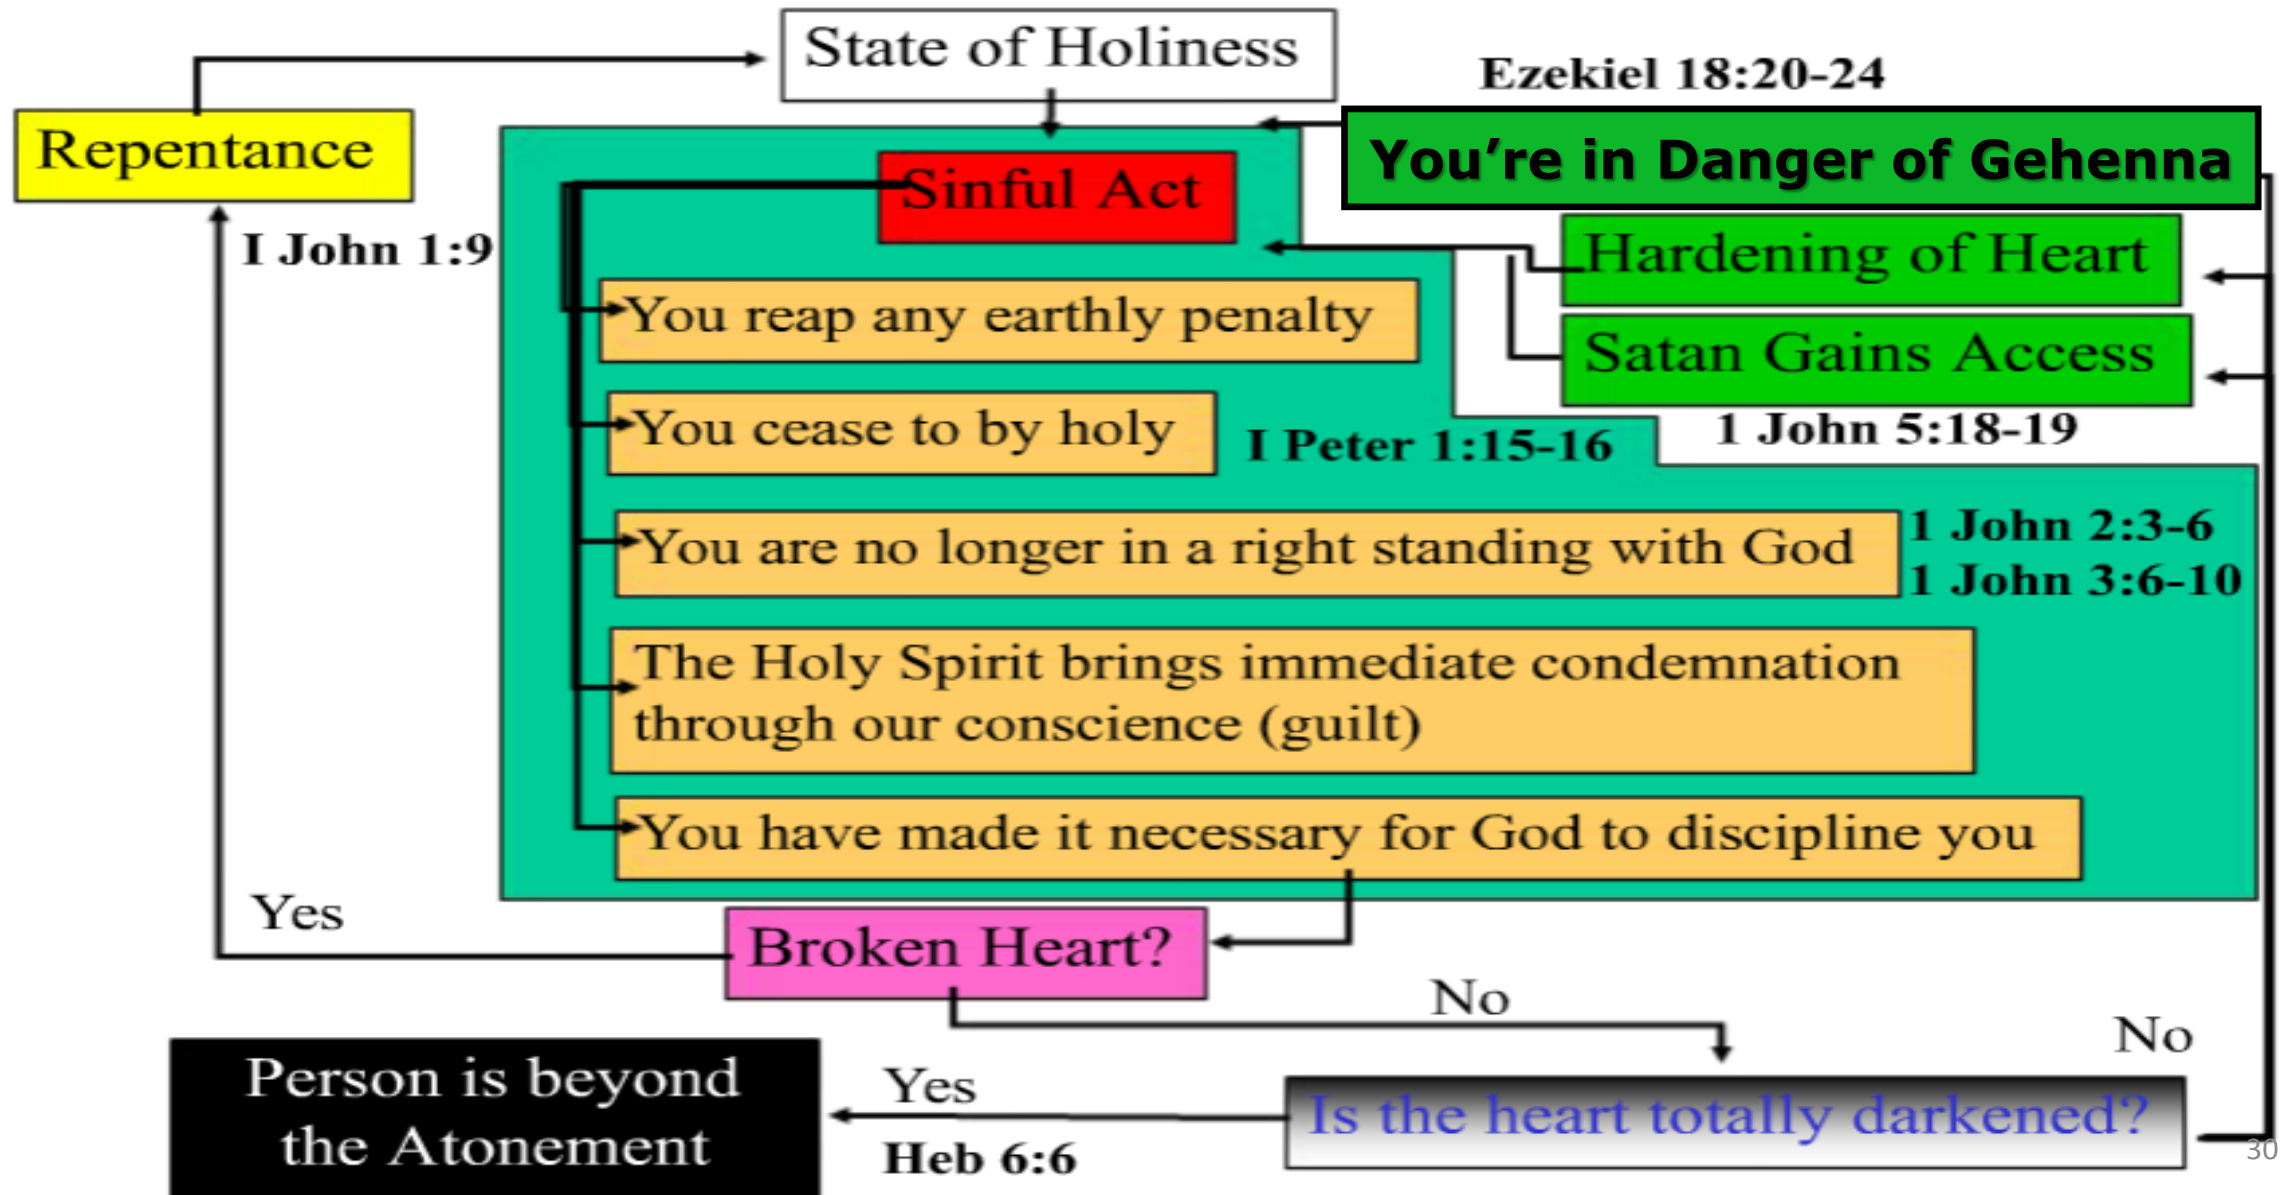 State of Holiness
Ezekiel 18:20-24
Repentance
You’re in Danger of Gehenna
Sinful Act
I John 1:9
Hardening of Heart
You reap any earthly penalty
Satan Gains Access
You cease to by holy
I Peter 1:15-16
1 John 5:18-19
You are no longer in a right standing with God
1 John 2:3-6
1 John 3:6-10
The Holy Spirit brings immediate condemnation
through our conscience (guilt)
You have made it necessary for God to discipline you
Yes
Broken Heart?
No
No
Person is beyond
the Atonement
Yes
Heb 6:6
Is the heart totally darkened?
30